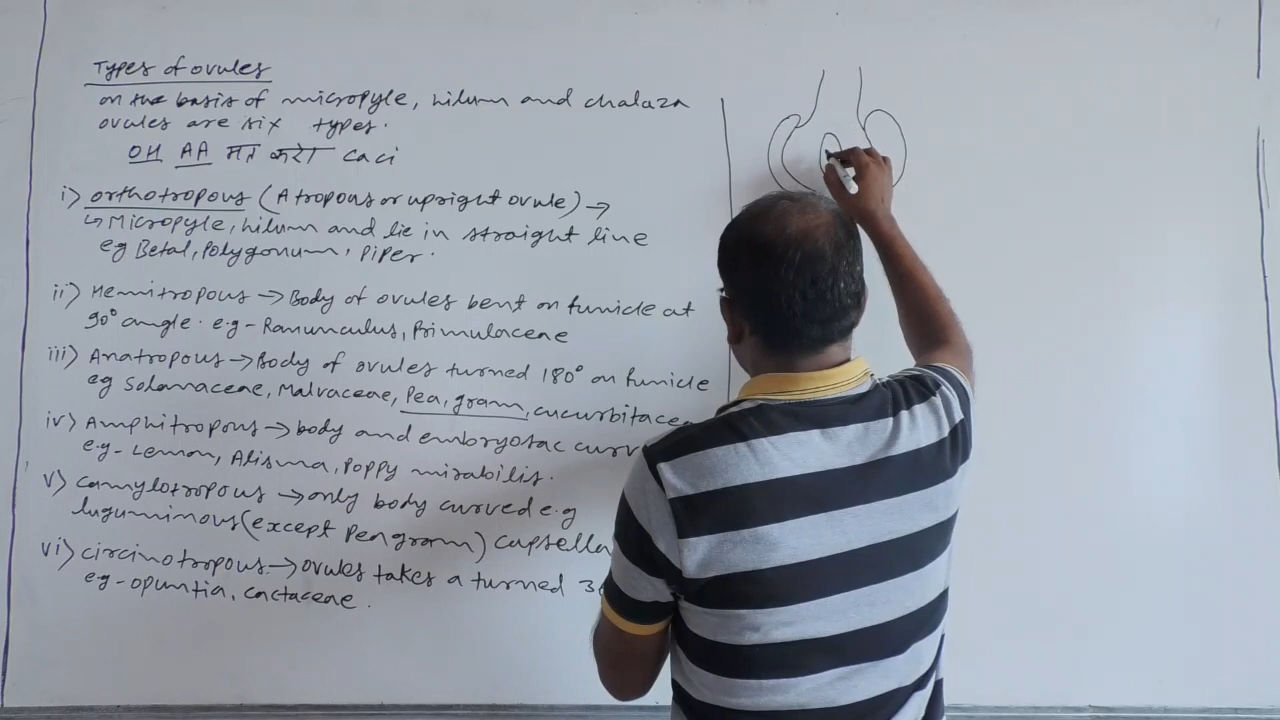 Types of ovules
on the basis of micropyle, hilum and chalaza
ovules are six types.
OH AA मत करो caci
i) orthotropous (Atropous or upright ovule) →
↳ Micropyle, hilum and lie in straight line
eg Betal, Polygonum, Piper.
ii) Hemitropous → Body of ovules bent on funicle at
90° angle. e.g - Ranunculus, Primulaceae
iii) Anatropous → Body of ovules turned 180° on funicle
eg Solanaceae, Malvaceae, Pea, gram, cucurbitaceae
iv) Amphitropous → body and embryosac curv
e.g - Lemon, Alisma, Poppy mirabilis.
v) camylotropous → only body curved e.g
luguminous (except Pea gram) capsella
vi) circinotropous → ovules takes a turned 3
e.g - opuntia, cactaceae.